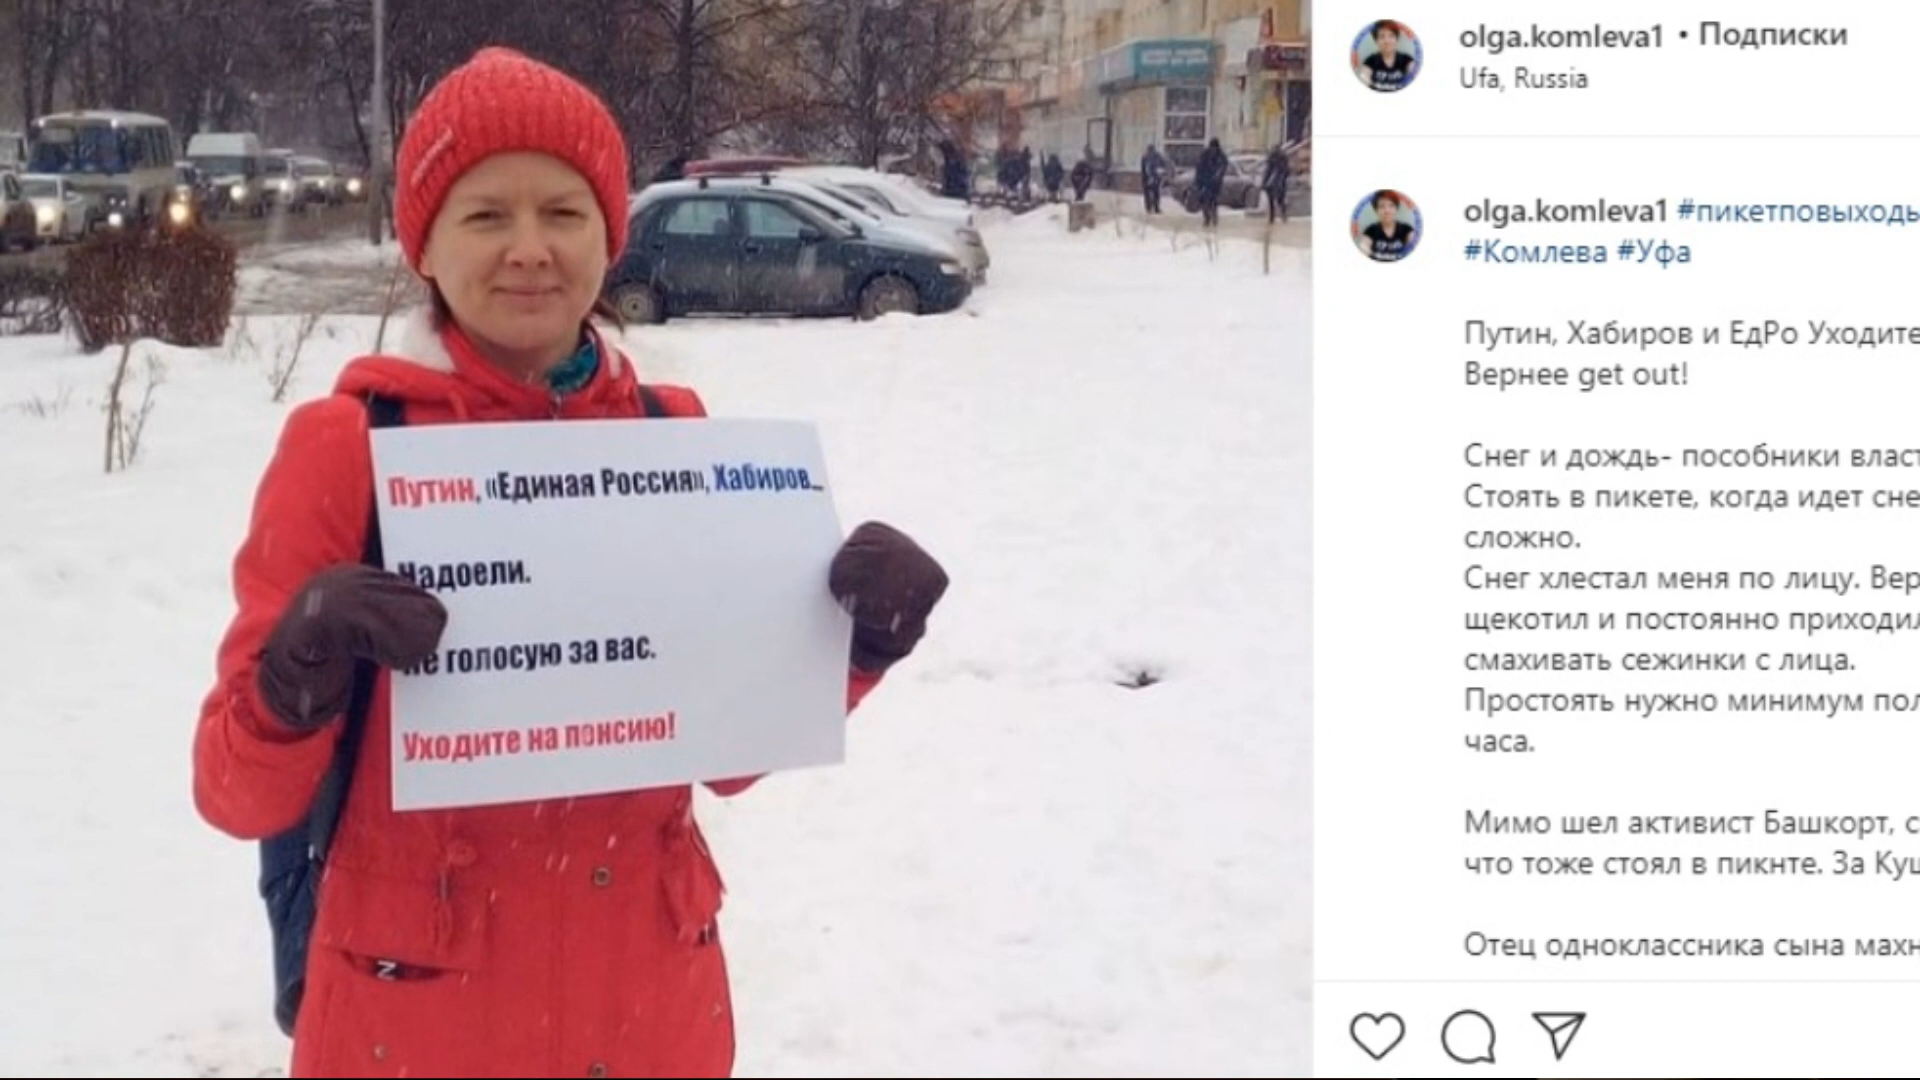 Путин, «Единая Россия», Хабиров...
Надоели.
Не голосую за вас.
Уходите на пенсию!
olga.komleva1 • Подписки
Ufa, Russia
olga.komleva1 #пикетповыход
#Комлева #Уфа
Путин, Хабиров и ЕдРо Уходите
Вернее get out!
Снег и дождь- пособники власт
Стоять в пикете, когда идет сне
сложно.
Снег хлестал меня по лицу. Вер
щекотил и постоянно приходил
смахивать сежинки с лица.
Простоять нужно минимум пол
часа.
Мимо шел активист Башкорт, с
что тоже стоял в пикнте. За Куш
Отец одноклассника сына махн